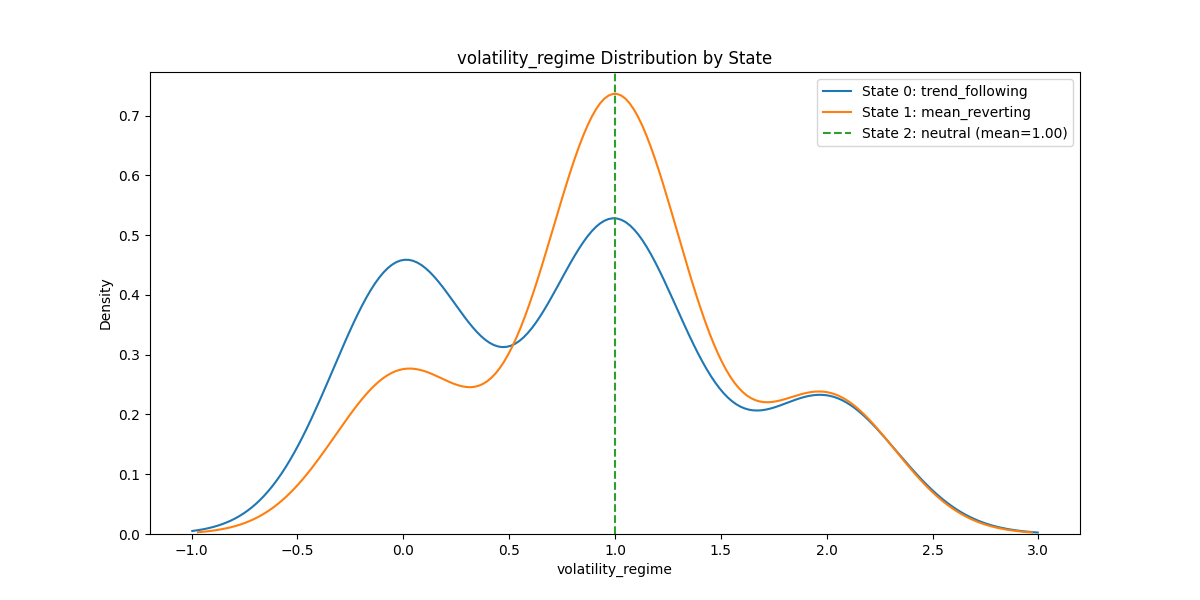 volatility_regime Distribution by State
State 0: trend_following
State 1: mean_reverting
State 2: neutral (mean=1.00)
Density
0.7
0.6
0.5
0.4
0.3
0.2
0.1
0.0
−1.0 −0.5 0.0 0.5 1.0 1.5 2.0 2.5 3.0
volatility_regime